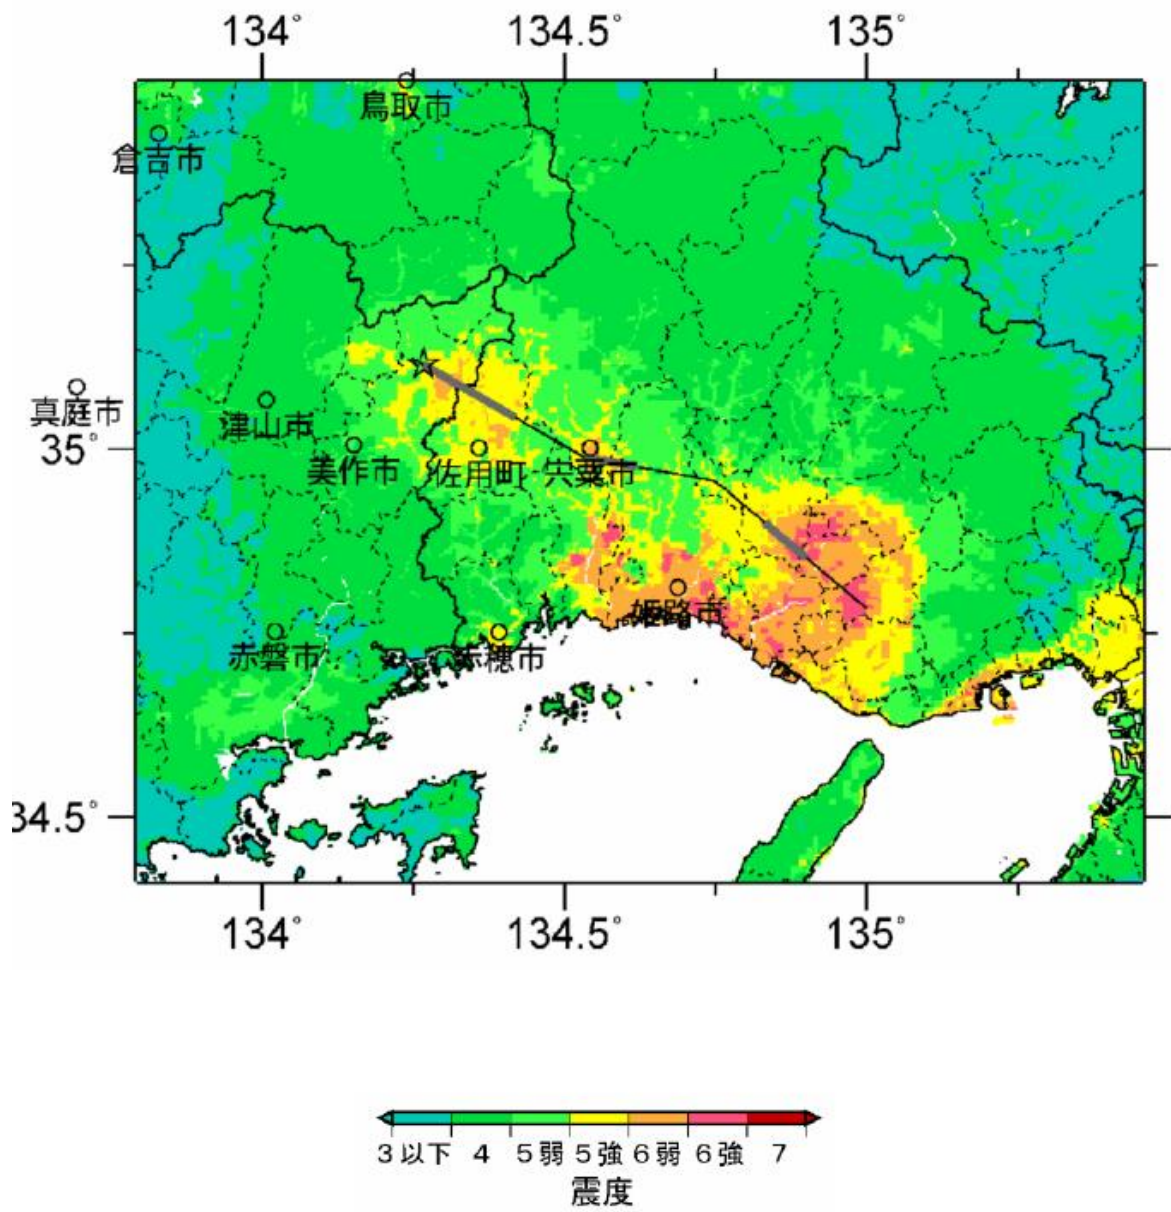 134° 134.5° 135°
鳥取市
倉吉市
真庭市
津山市
35°
美作市 佐用町 宍粟市
姫路市
赤磐市 赤穂市
34.5°
134° 134.5° 135°
3以下 4 5弱 5強 6弱 6強 7
震度